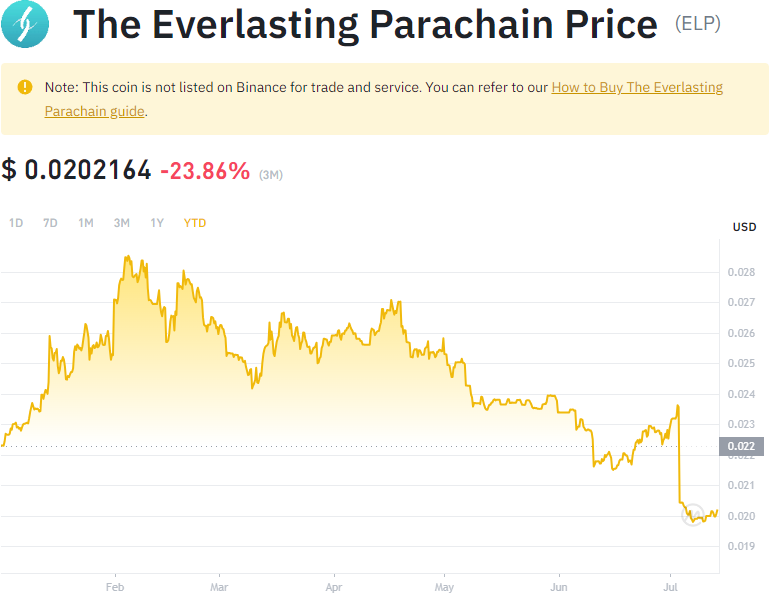 The Everlasting Parachain Price (ELP)
Note: This coin is not listed on Binance for trade and service. You can refer to our How to Buy The Everlasting
Parachain guide.
$ 0.0202164 -23.86% (3M)
1D 7D 1M 3M 1Y YTD
USD
0.028
0.027
0.026
0.025
0.024
0.023
0.022
0.022
0.021
0.020
0.019
Feb Mar Apr May Jun Jul